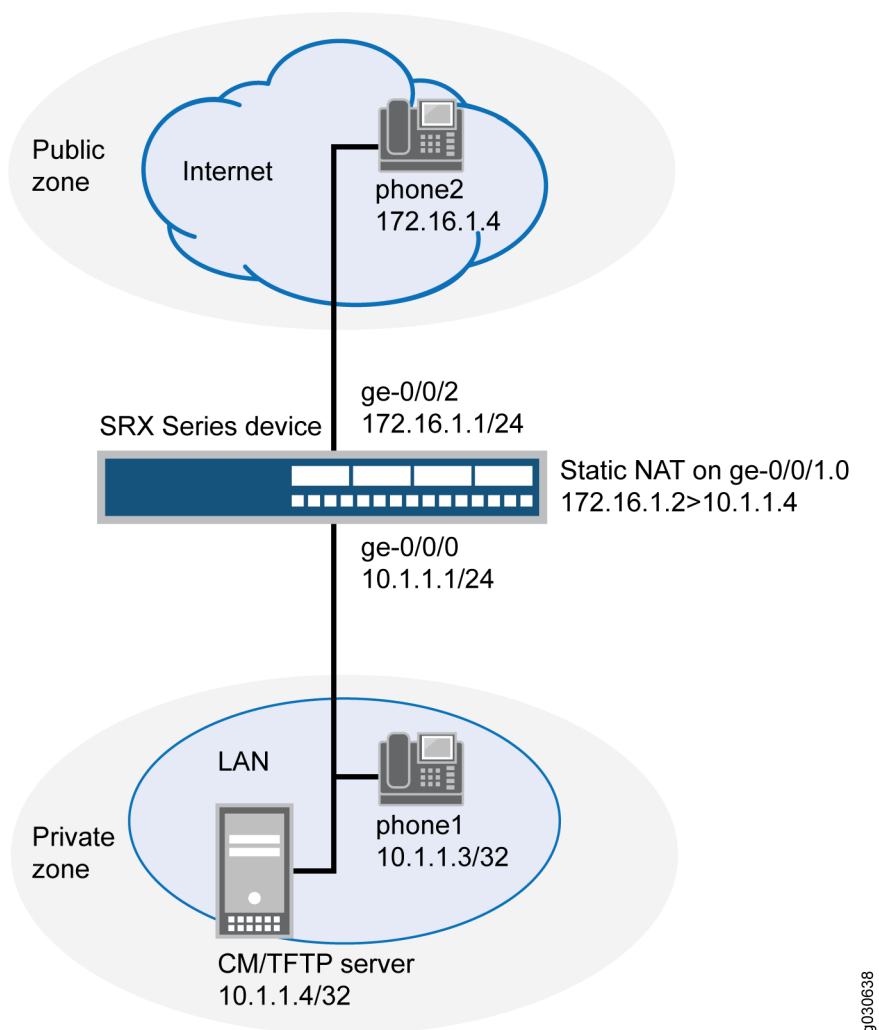 Public
zone
Internet
phone2
172.16.1.4
ge-0/0/2
172.16.1.1/24
SRX Series device
Static NAT on ge-0/0/1.0
172.16.1.2>10.1.1.4
ge-0/0/0
10.1.1.1/24
LAN
phone1
10.1.1.3/32
Private
zone
CM/TFTP server
10.1.1.4/32
g030638